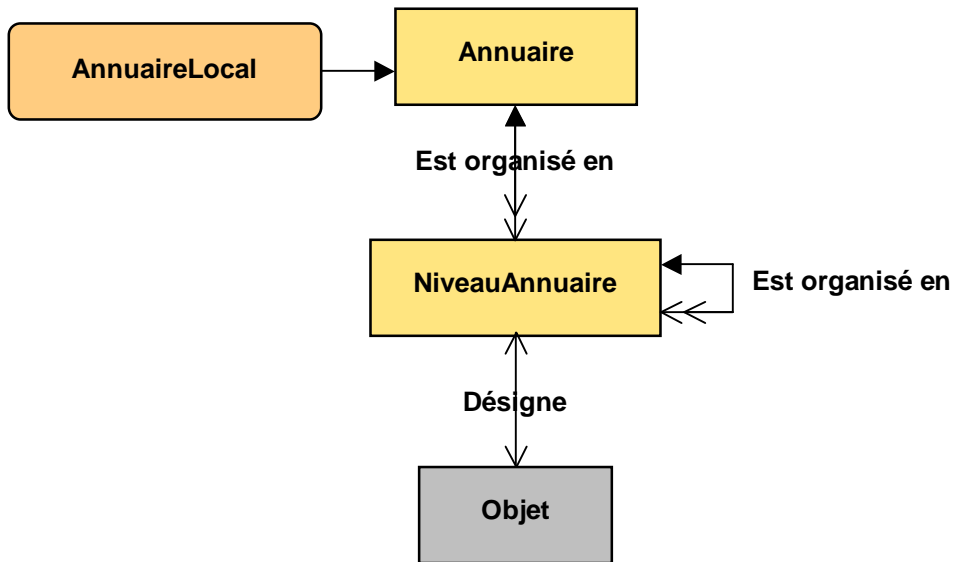 AnnuaireLocal
Annuaire
Est organisé en
NiveauAnnuaire
Est organisé en
Désigne
Objet